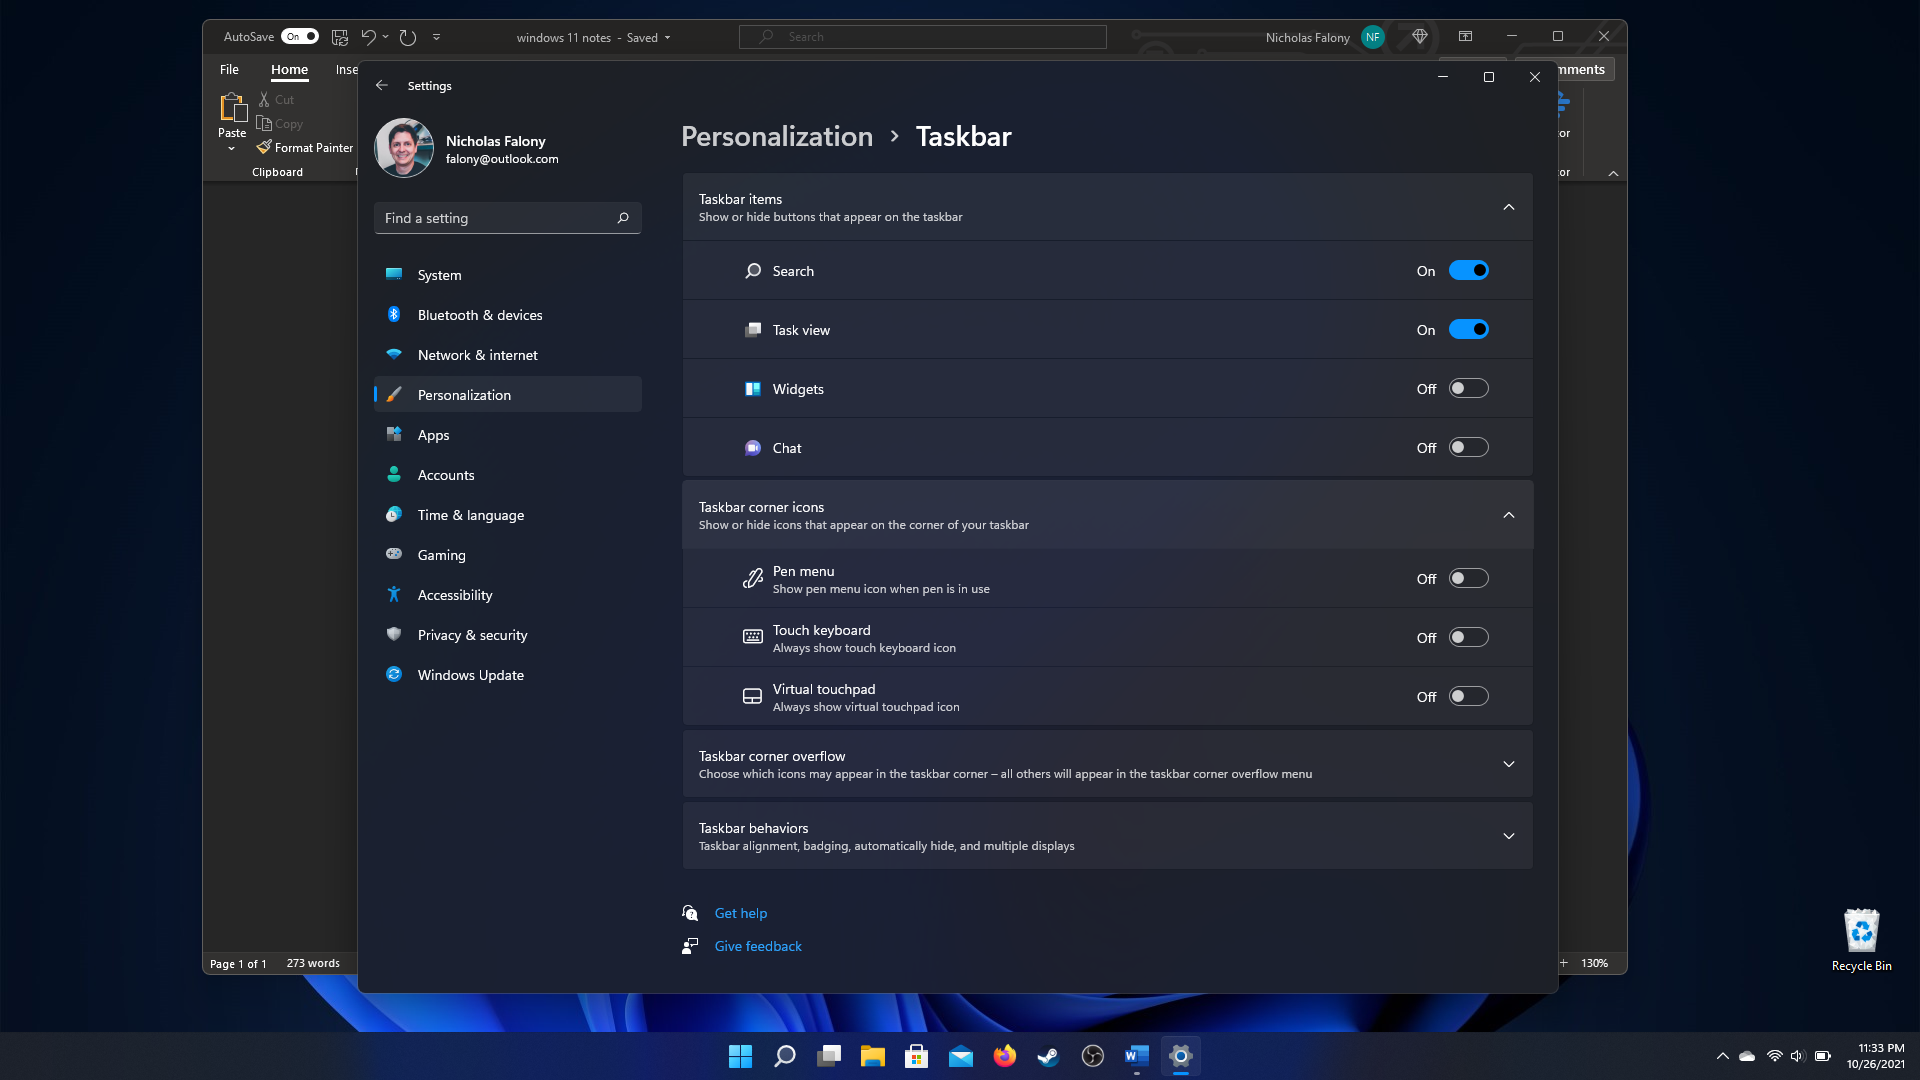 AutoSave On
windows 11 notes - Saved
Search
Nicholas Falony NF
File Home Inse
mments
Paste
Cut
Copy
Format Painter
Clipboard
or
or
Settings
Nicholas Falony
falony@outlook.com
Find a setting
System
Bluetooth & devices
Network & internet
Personalization
Apps
Accounts
Time & language
Gaming
Accessibility
Privacy & security
Windows Update
Personalization > Taskbar
Taskbar items
Show or hide buttons that appear on the taskbar
Search On
Task view On
Widgets Off
Chat Off
Taskbar corner icons
Show or hide icons that appear on the corner of your taskbar
Pen menu
Show pen menu icon when pen is in use
Off
Touch keyboard
Always show touch keyboard icon
Off
Virtual touchpad
Always show virtual touchpad icon
Off
Taskbar corner overflow
Choose which icons may appear in the taskbar corner – all others will appear in the taskbar corner overflow menu
Taskbar behaviors
Taskbar alignment, badging, automatically hide, and multiple displays
Get help
Give feedback
Page 1 of 1 273 words
+ 130%
Recycle Bin
W
11:33 PM
10/26/2021